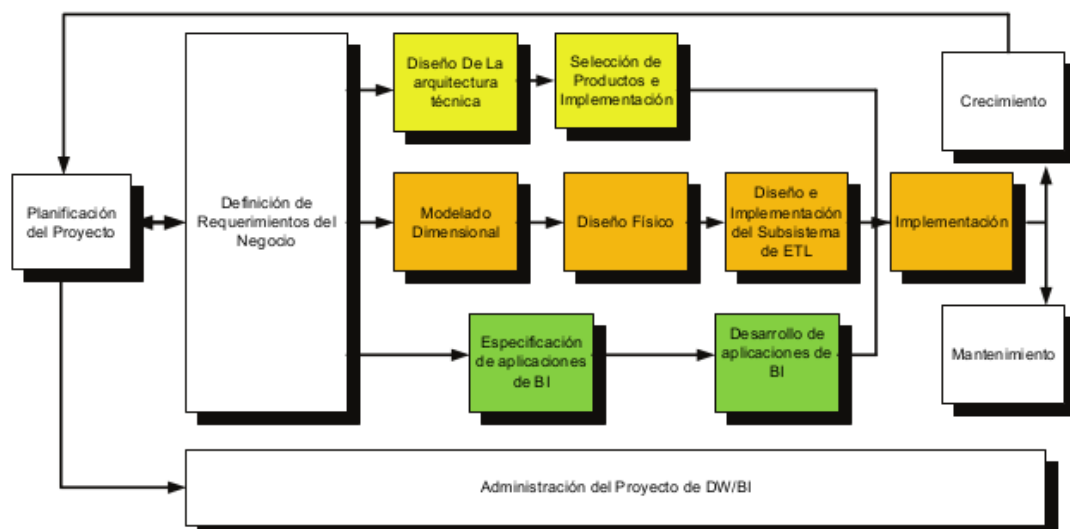 Diseño De La
arquitectura
técnica
Selección de
Productos e
Implementación
Crecimiento
Planificación
del Proyecto
Definición de
Requerimientos del
Negocio
Modelado
Dimensional
Diseño Físico
Diseño e
Implementación
del Subsistema
de ETL
Implementación
Especificación
de aplicaciones
de BI
Desarrollo de
aplicaciones de
BI
Mantenimiento
Administración del Proyecto de DW/BI